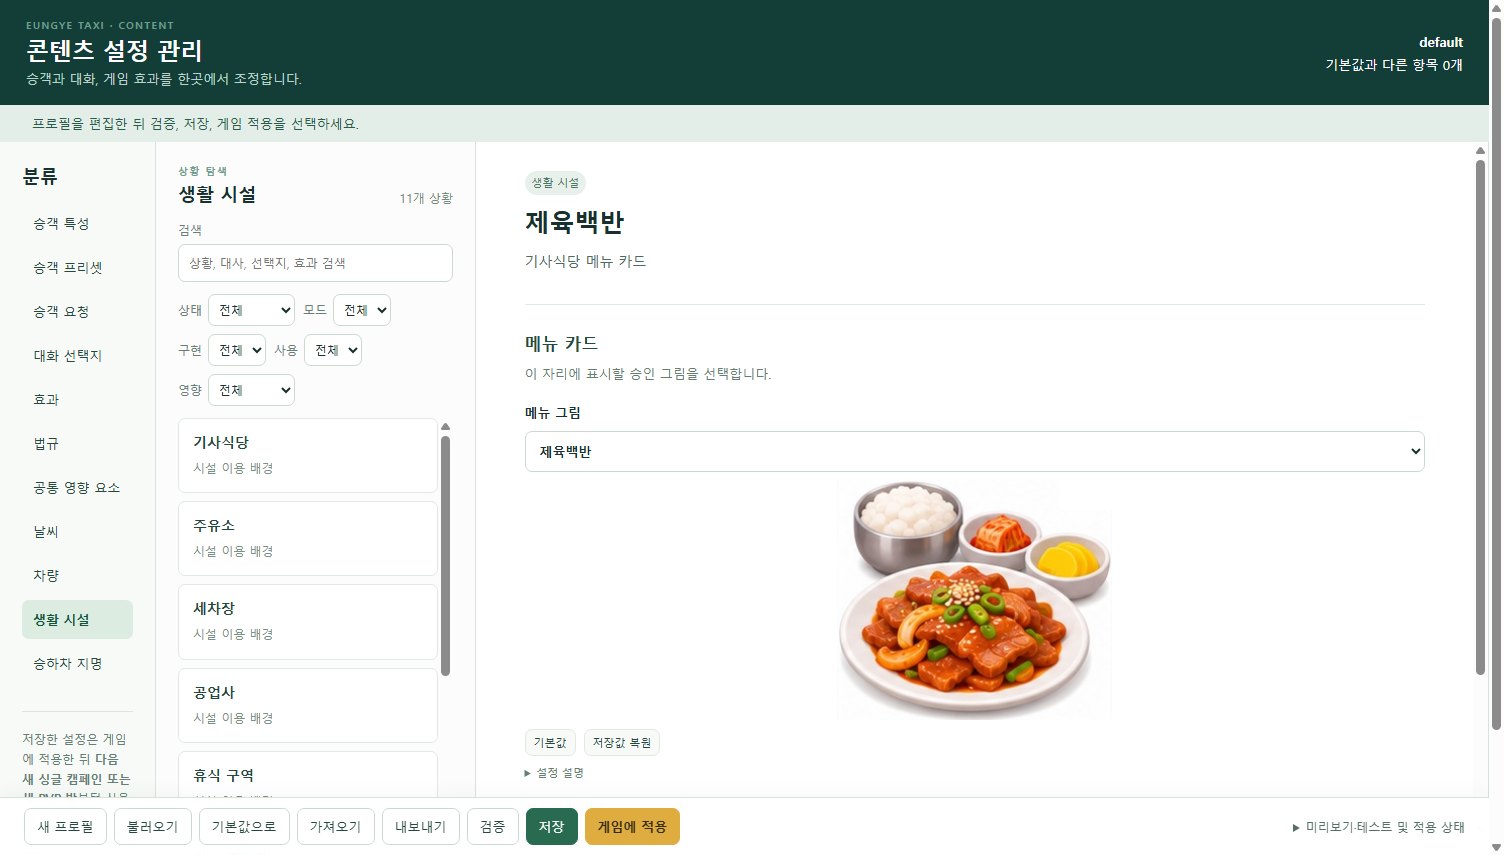 EUNGYE TAXI · CONTENT
콘텐츠 설정 관리
승객과 대화, 게임 효과를 한곳에서 조정합니다.
default
기본값과 다른 항목 0개
프로필을 편집한 뒤 검증, 저장, 게임 적용을 선택하세요.
분류
승객 특성
승객 프리셋
승객 요청
대화 선택지
효과
법규
공통 영향 요소
날씨
차량
생활 시설
승하차 지명
저장한 설정은 게임
에 적용한 뒤 다음
새 싱글 캠페인 또는
상황 탐색
생활 시설
11개 상황
검색
상황, 대사, 선택지, 효과 검색
상태 전체 모드 전체
구현 전체 사용 전체
영향 전체
기사식당
시설 이용 배경
주유소
시설 이용 배경
세차장
시설 이용 배경
공업사
시설 이용 배경
휴식 구역
생활 시설
제육백반
기사식당 메뉴 카드
메뉴 카드
이 자리에 표시할 승인 그림을 선택합니다.
메뉴 그림
제육백반
기본값 저장값 복원
▶ 설정 설명
새 프로필 불러오기 기본값으로 가져오기 내보내기 검증 저장 게임에 적용
▶ 미리보기·테스트 및 적용 상태